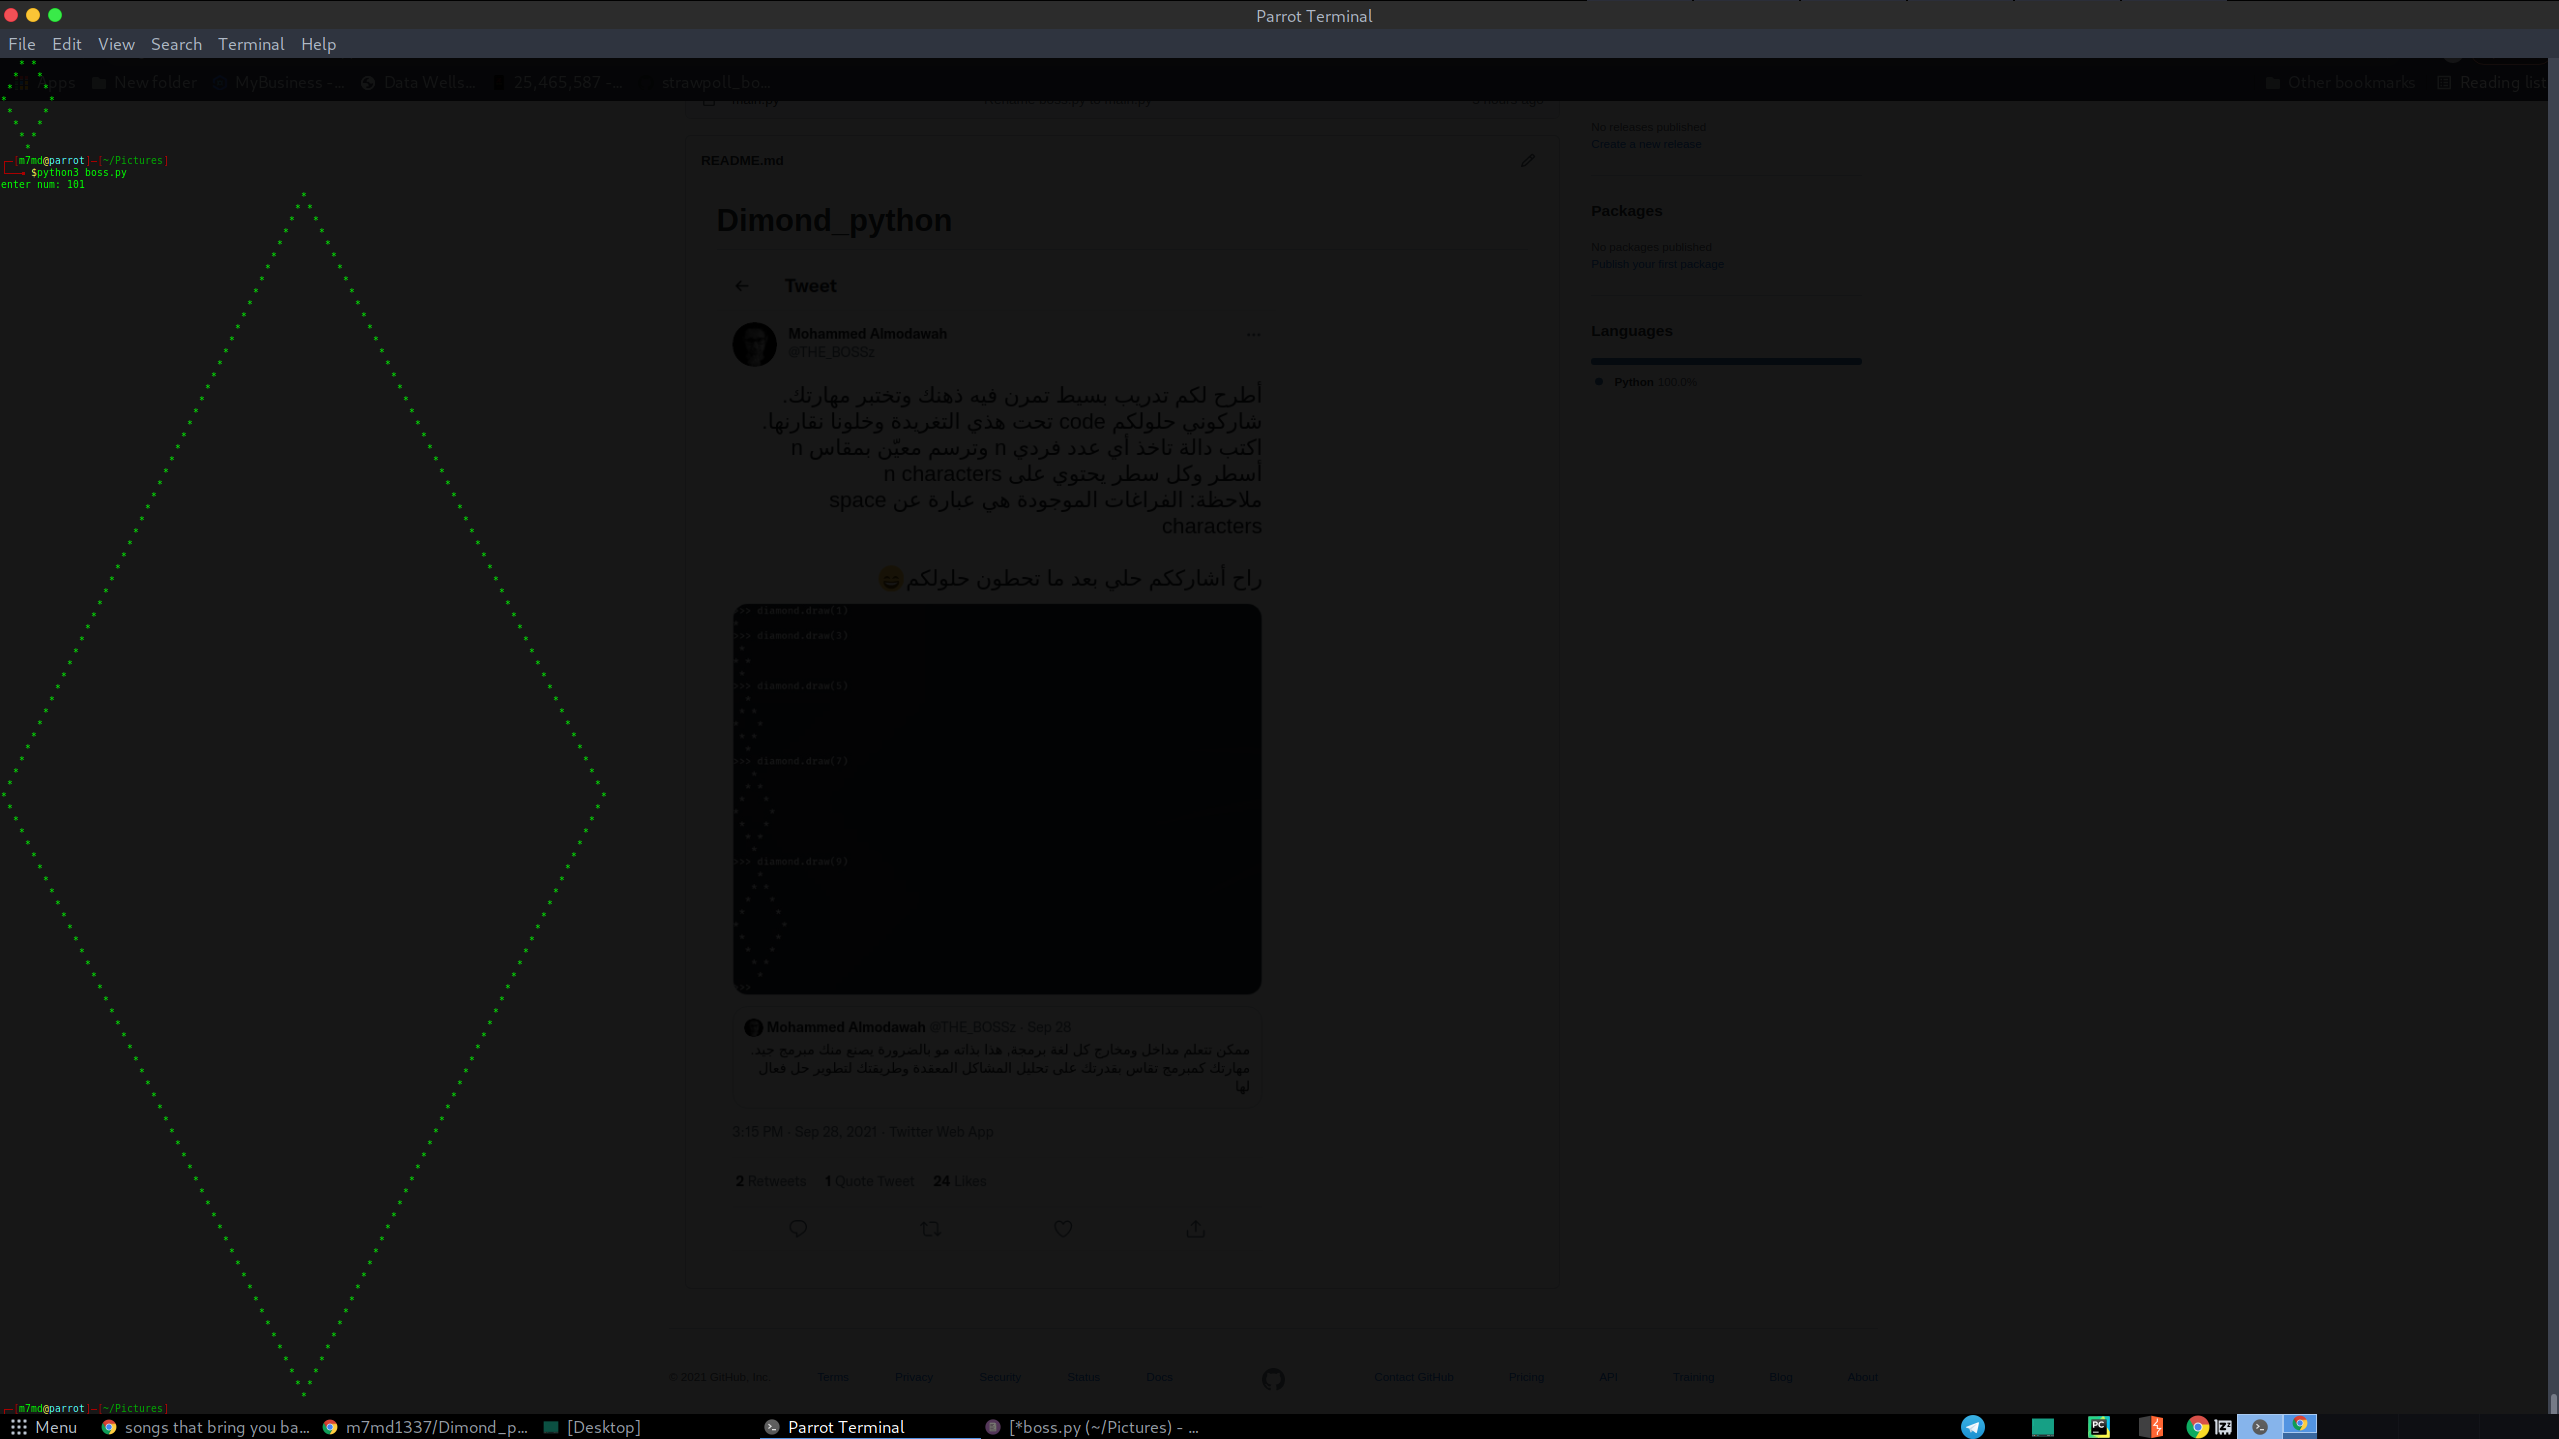 Parrot Terminal
File Edit View Search Terminal Help
Apps New folder MyBusiness -... Data Wells... 25,465,587 -... strawpoll_bo... Other bookmarks Reading list
[m7md@parrot]-[~/Pictures]
$python3 boss.py
enter num: 101
No releases published
Create a new release
README.md
Packages
Dimond_python
No packages published
Publish your first package
Tweet
Languages
Mohammed Almodawah
@THE_BOSSz
Python 100.0%
أطرح لكم تدريب بسيط تمرن فيه ذهنك وتختبر مهارتك.
شاركوني حلولكم code تحت هذي التغريدة وخلونا نقارنها.
اكتب دالة تاخذ أي عدد فردي n وترسم معيّن بمقاس n
أسطر وكل سطر يحتوي على n characters
ملاحظة: الفراغات الموجودة هي عبارة عن space
characters
راح أشارككم حلي بعد ما تحطون حلولكم😄
>>> diamond.draw(1)
>>> diamond.draw(3)
>>> diamond.draw(5)
>>> diamond.draw(7)
>>> diamond.draw(9)
>>>
Mohammed Almodawah @THE_BOSSz · Sep 28
ممكن تتعلم مداخل ومخارج كل لغة برمجة, هذا بذاته مو بالضرورة يصنع منك مبرمج جيد.
مهارتك كمبرمج تقاس بقدرتك على تحليل المشاكل المعقدة وطريقتك لتطوير حل فعال
لها
3:15 PM · Sep 28, 2021 · Twitter Web App
2 Retweets 1 Quote Tweet 24 Likes
© 2021 GitHub, Inc. Terms Privacy Security Status Docs Contact GitHub Pricing API Training Blog About
[m7md@parrot]-[~/Pictures]
Menu songs that bring you ba... m7md1337/Dimond_p... [Desktop] Parrot Terminal [*boss.py (~/Pictures) - ...